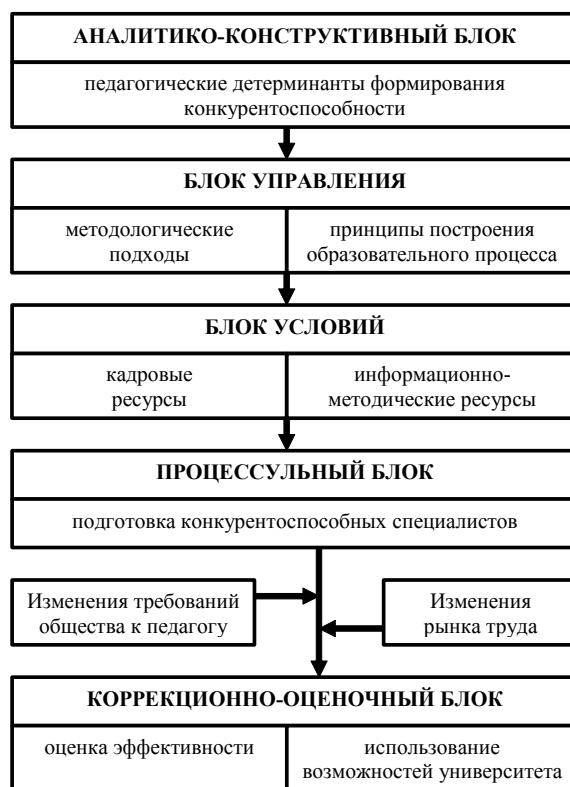 АНАЛИТИКО-КОНСТРУКТИВНЫЙ БЛОК
педагогические детерминанты формирования
конкурентоспособности
БЛОК УПРАВЛЕНИЯ
методологические
подходы
принципы построения
образовательного процесса
БЛОК УСЛОВИЙ
кадровые
ресурсы
информационно-
методические ресурсы
ПРОЦЕССУЛЬНЫЙ БЛОК
подготовка конкурентоспособных специалистов
Изменения требований
общества к педагогу
Изменения
рынка труда
КОРРЕКЦИОННО-ОЦЕНОЧНЫЙ БЛОК
оценка эффективности
использование
возможностей университета